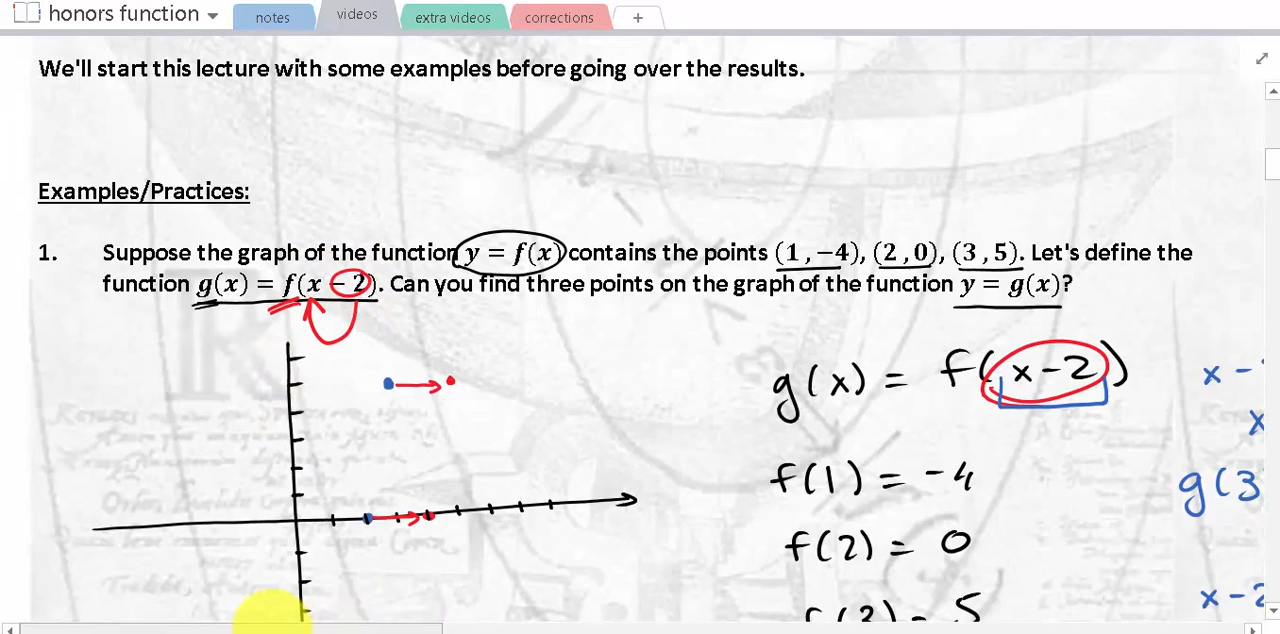 honors function
notes
videos
extra videos
corrections
+
We'll start this lecture with some examples before going over the results.
Examples/Practices:
1. Suppose the graph of the function y = f(x) contains the points (1 , −4), (2 , 0), (3 , 5). Let's define the
function g(x) = f(x − 2). Can you find three points on the graph of the function y = g(x)?
g(x) = f(x−2)
x −
x
f(1) = −4
g(3
f(2) = 0
x−2
= 5